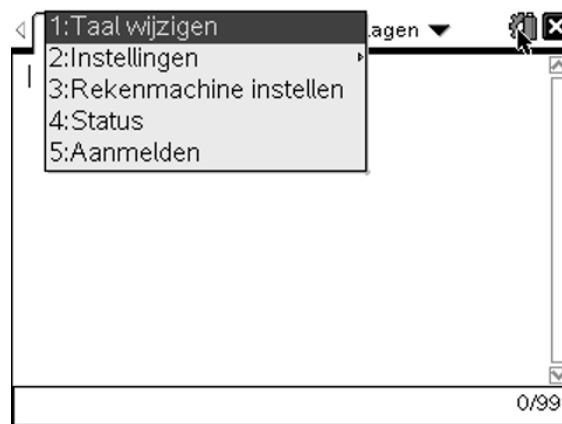 1:Taal wijzigen
2:Instellingen
3:Rekenmachine instellen
4:Status
5:Aanmelden
agen
0/99